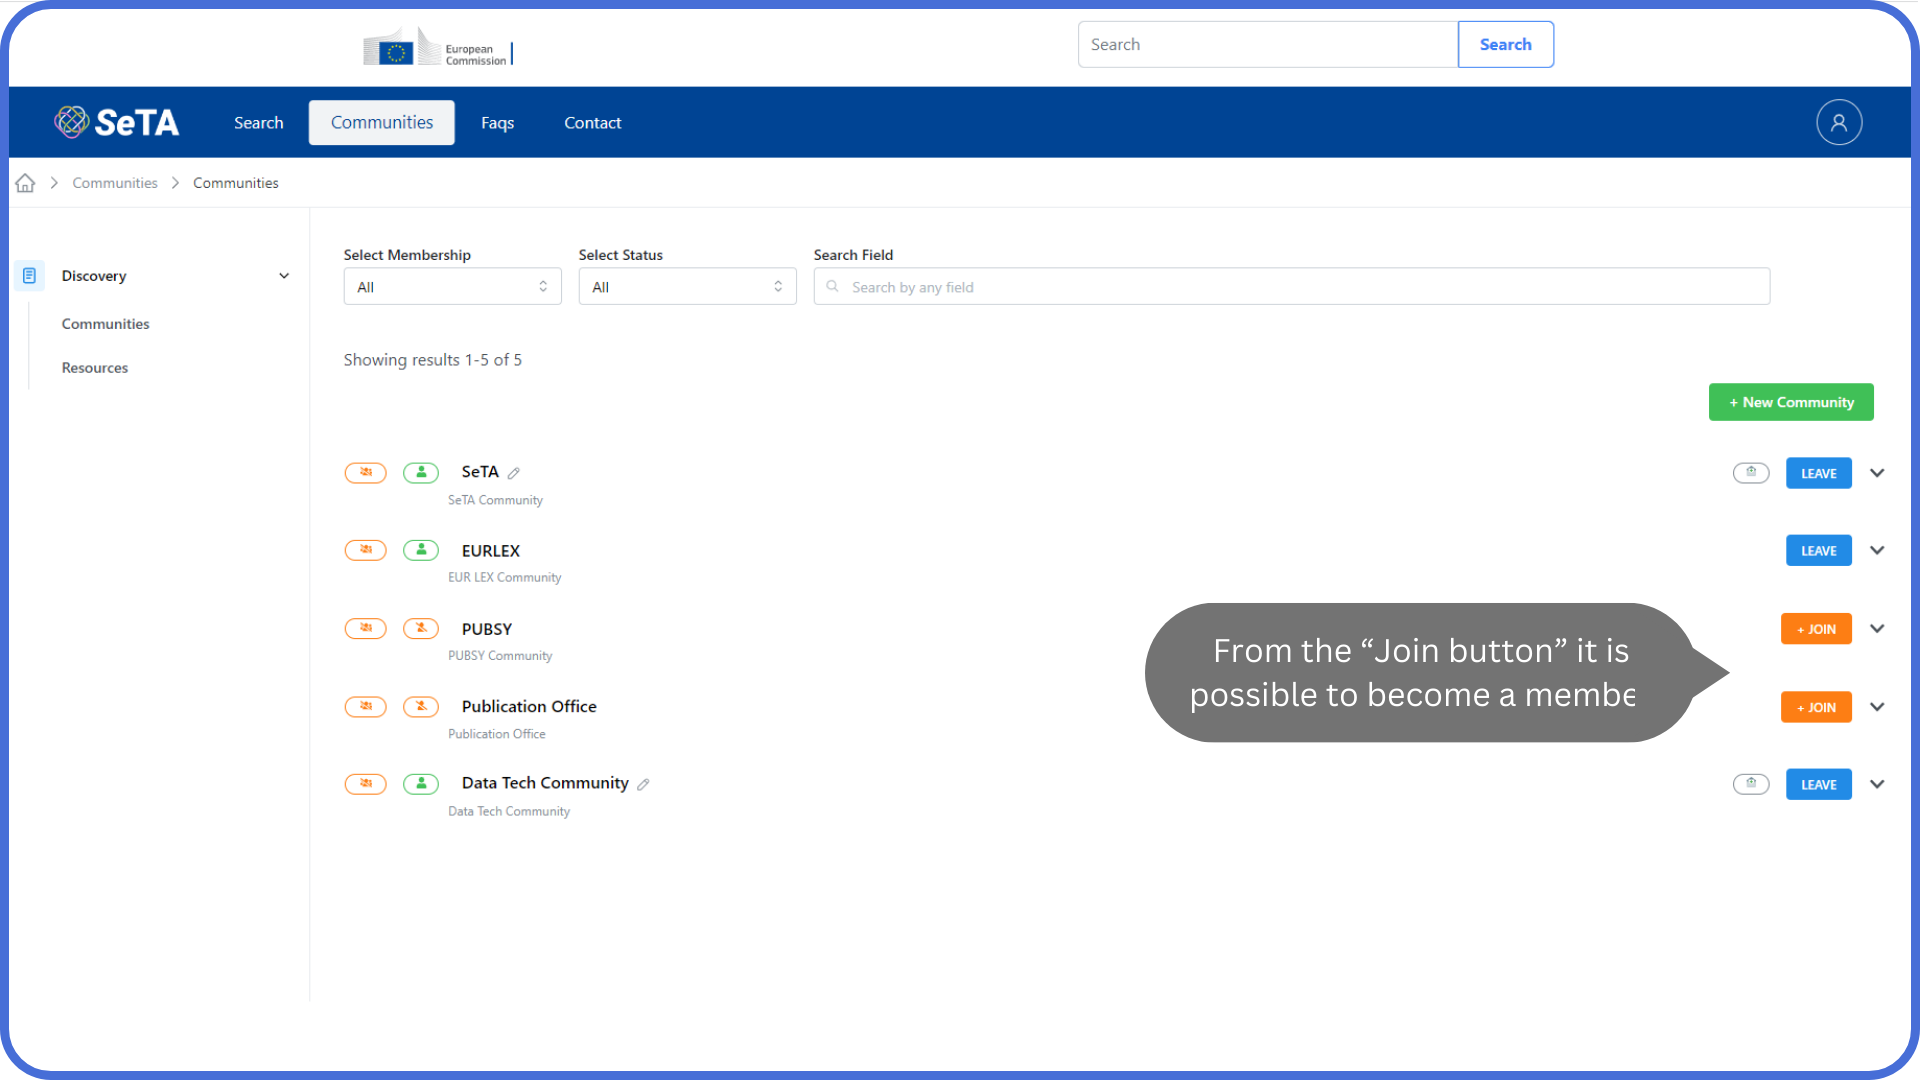 European
Commission
Search
Search
SeTA
Search
Communities
Faqs
Contact
Communities
Communities
Discovery
Communities
Resources
Select Membership
Select Status
Search Field
All
All
Search by any field
Showing results 1-5 of 5
+ New Community
SeTA
SeTA Community
LEAVE
EURLEX
EUR LEX Community
LEAVE
PUBSY
PUBSY Community
+ JOIN
From the “Join button” it is
possible to become a membe
Publication Office
Publication Office
+ JOIN
Data Tech Community
Data Tech Community
LEAVE